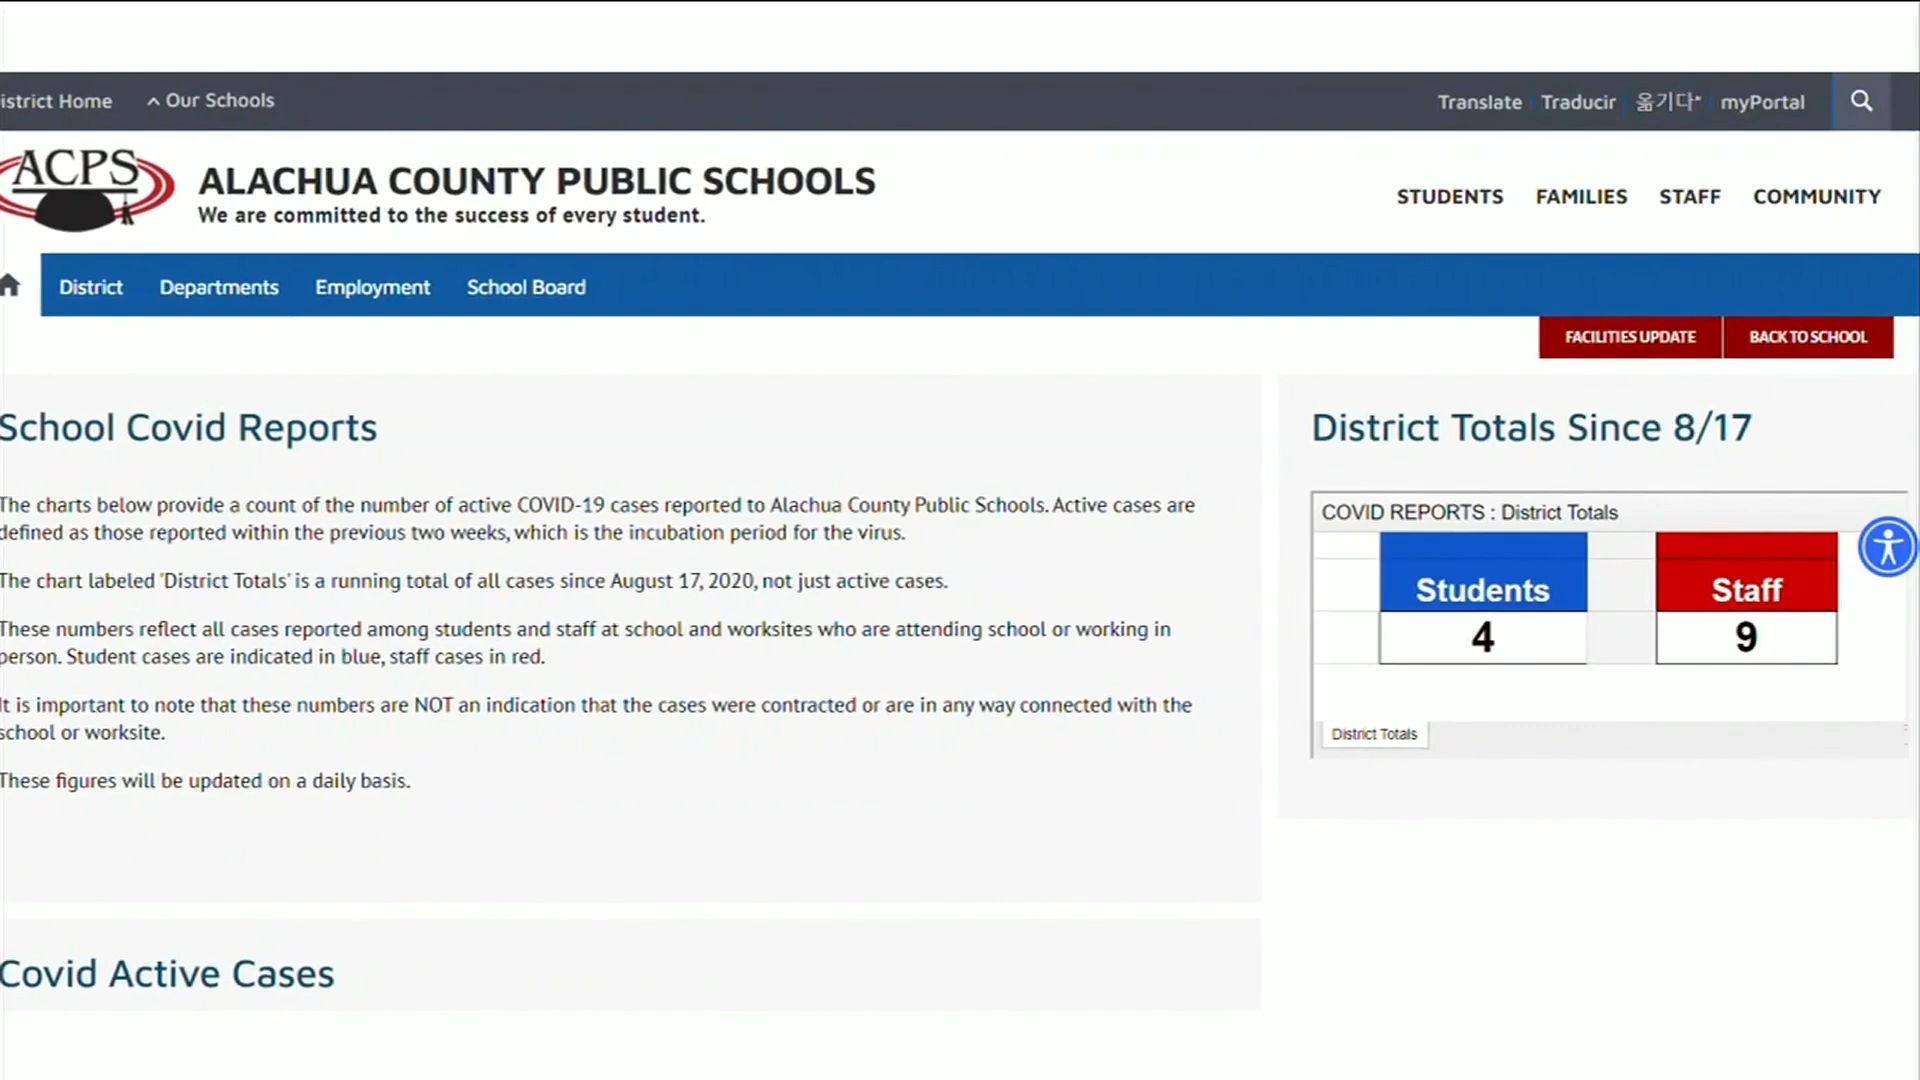 istrict Home Our Schools Translate Traducir 옮기다* myPortal
ACPS
ALACHUA COUNTY PUBLIC SCHOOLS
We are committed to the success of every student.
STUDENTS FAMILIES STAFF COMMUNITY
District Departments Employment School Board
FACILITIES UPDATE BACK TO SCHOOL
School Covid Reports
The charts below provide a count of the number of active COVID-19 cases reported to Alachua County Public Schools. Active cases are
defined as those reported within the previous two weeks, which is the incubation period for the virus.
The chart labeled 'District Totals' is a running total of all cases since August 17, 2020, not just active cases.
These numbers reflect all cases reported among students and staff at school and worksites who are attending school or working in
person. Student cases are indicated in blue, staff cases in red.
It is important to note that these numbers are NOT an indication that the cases were contracted or are in any way connected with the
school or worksite.
These figures will be updated on a daily basis.
District Totals Since 8/17
COVID REPORTS : District Totals
Students Staff
4 9
District Totals
Covid Active Cases